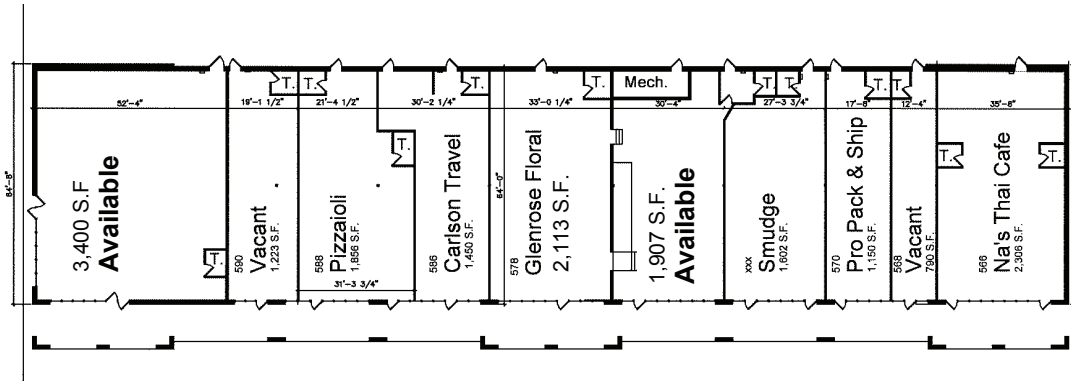 T.
T.
T.
T.
Mech.
T.
T.
T.
T.
52'-4"
19'-1 1/2"
21'-4 1/2"
30'-2 1/4"
33'-0 1/4"
30'-4"
27'-3 3/4"
17'-6"
12'-4"
35'-8"
T.
T.
T.
T.
64'-8"
64'-0"
3,400 S.F
Available
590
Vacant
1,223 S.F.
588
Pizzaioli
1,856 S.F.
586
Carlson Travel
1,450 S.F.
578
Glenrose Floral
2,113 S.F.
1,907 S.F.
Available
xxx
Smudge
1,602 S.F.
570
Pro Pack & Ship
1,150 S.F.
568
Vacant
790 S.F.
566
Na's Thai Cafe
2,306 S.F.
31'-3 3/4"